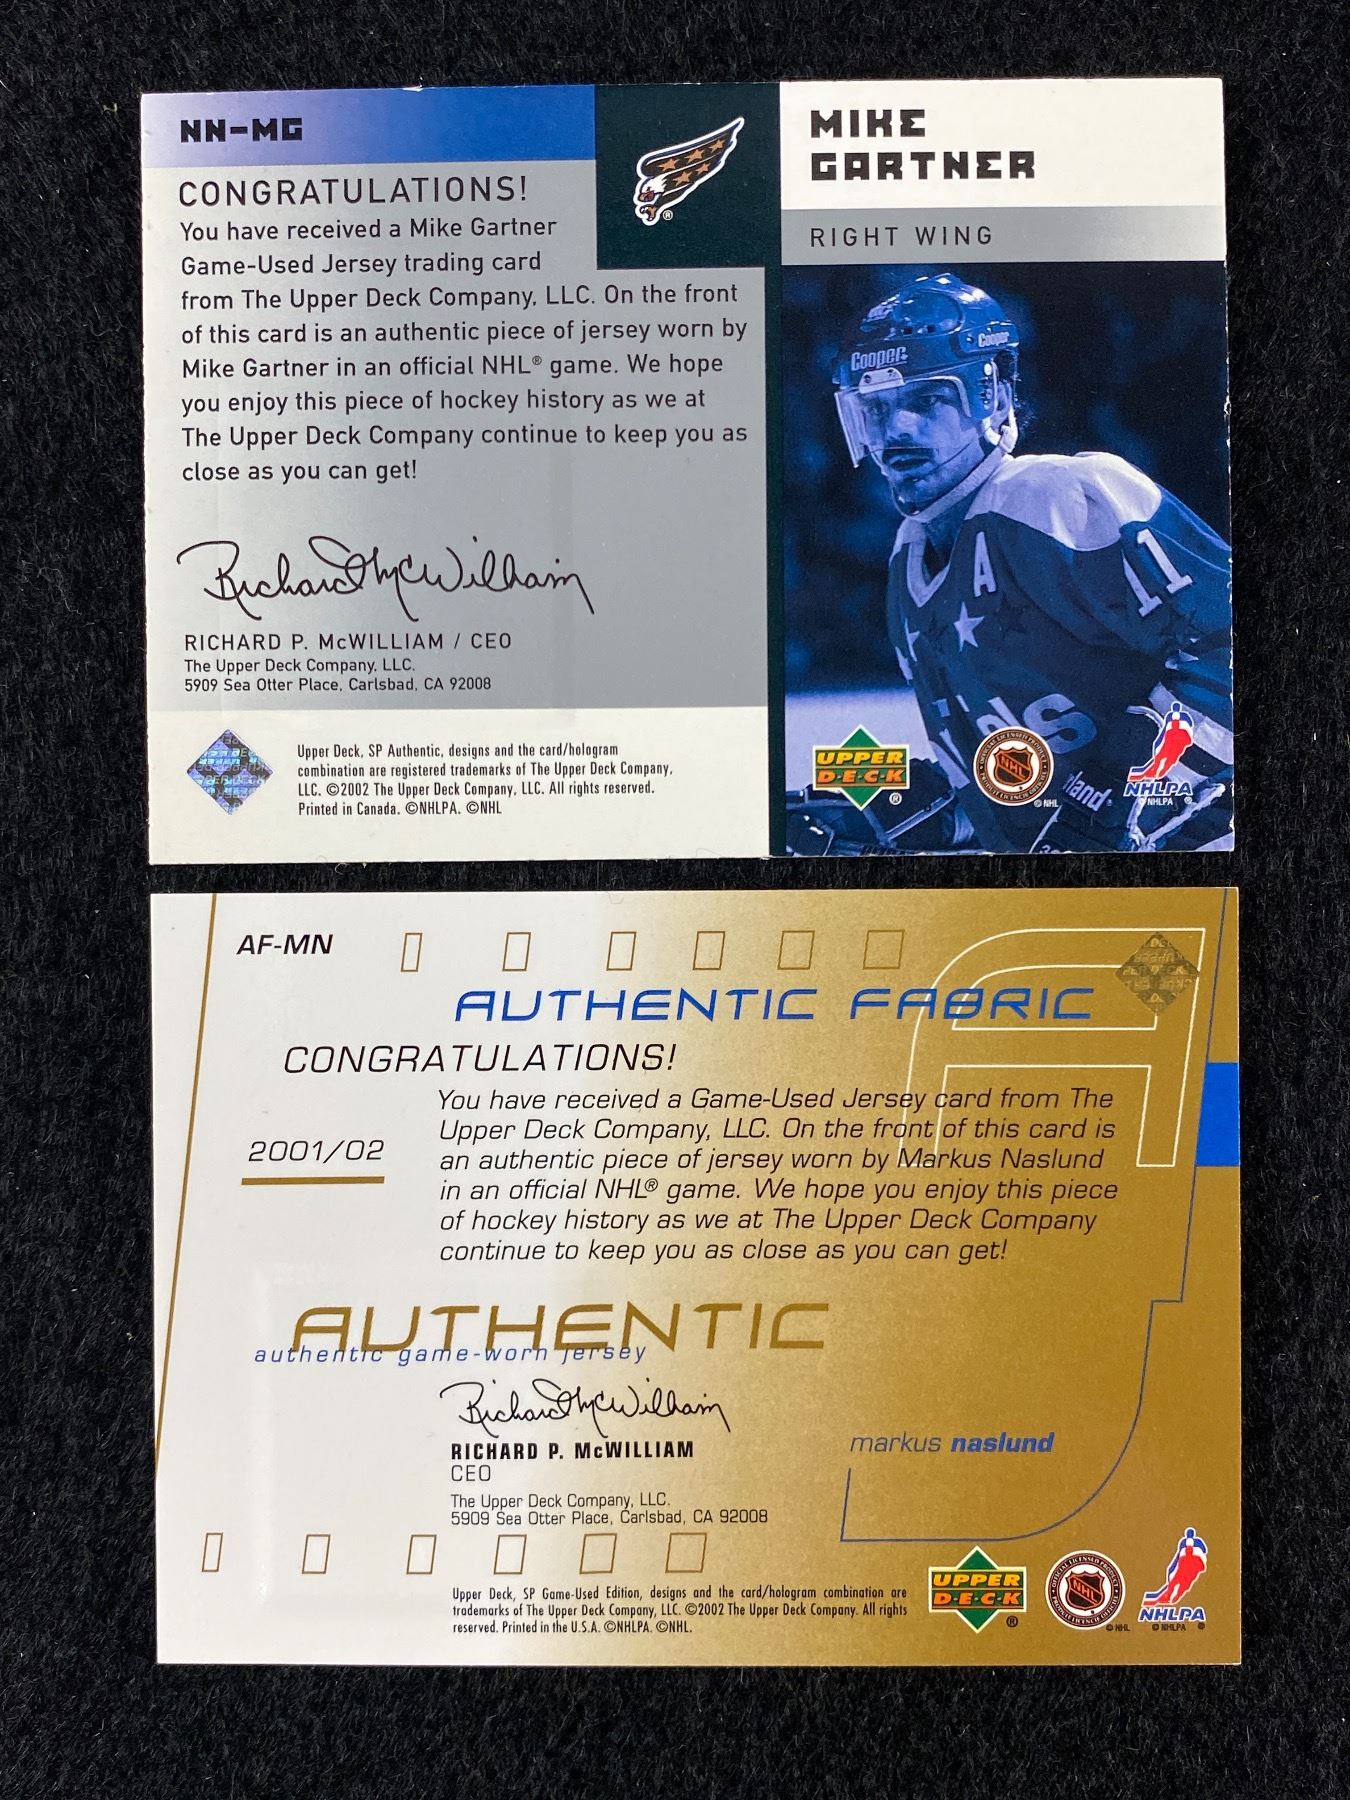 NN-MG
CONGRATULATIONS!
You have received a Mike Gartner
Game-Used Jersey trading card
from The Upper Deck Company, LLC. On the front
of this card is an authentic piece of jersey worn by
Mike Gartner in an official NHL® game. We hope
you enjoy this piece of hockey history as we at
The Upper Deck Company continue to keep you as
close as you can get!
Richard McWilliam
RICHARD P. McWILLIAM / CEO
The Upper Deck Company, LLC.
5909 Sea Otter Place, Carlsbad, CA 92008
Upper Deck, SP Authentic, designs and the card/hologram
combination are registered trademarks of The Upper Deck Company,
LLC. ©2002 The Upper Deck Company, LLC. All rights reserved.
Printed in Canada. ©NHLPA. ©NHL
®
MIKE
GARTNER
RIGHT WING
Cooper
Cooper
A
11
UPPER
D·E·C·K
®
NHL
© NHL
NHLPA
© NHLPA
AF-MN
AUTHENTIC FABRIC
CONGRATULATIONS!
2001/02
You have received a Game-Used Jersey card from The
Upper Deck Company, LLC. On the front of this card is
an authentic piece of jersey worn by Markus Naslund
in an official NHL® game. We hope you enjoy this piece
of hockey history as we at The Upper Deck Company
continue to keep you as close as you can get!
AUTHENTIC
authentic game-worn jersey
Richard McWilliam
RICHARD P. McWILLIAM
CEO
The Upper Deck Company, LLC.
5909 Sea Otter Place, Carlsbad, CA 92008
markus naslund
Upper Deck, SP Game-Used Edition, designs and the card/hologram combination are
trademarks of The Upper Deck Company, LLC. ©2002 The Upper Deck Company. All rights
reserved. Printed in the U.S.A. ©NHLPA. ©NHL.
UPPER
D·E·C·K
®
NHL
© NHL
NHLPA
© NHLPA ®